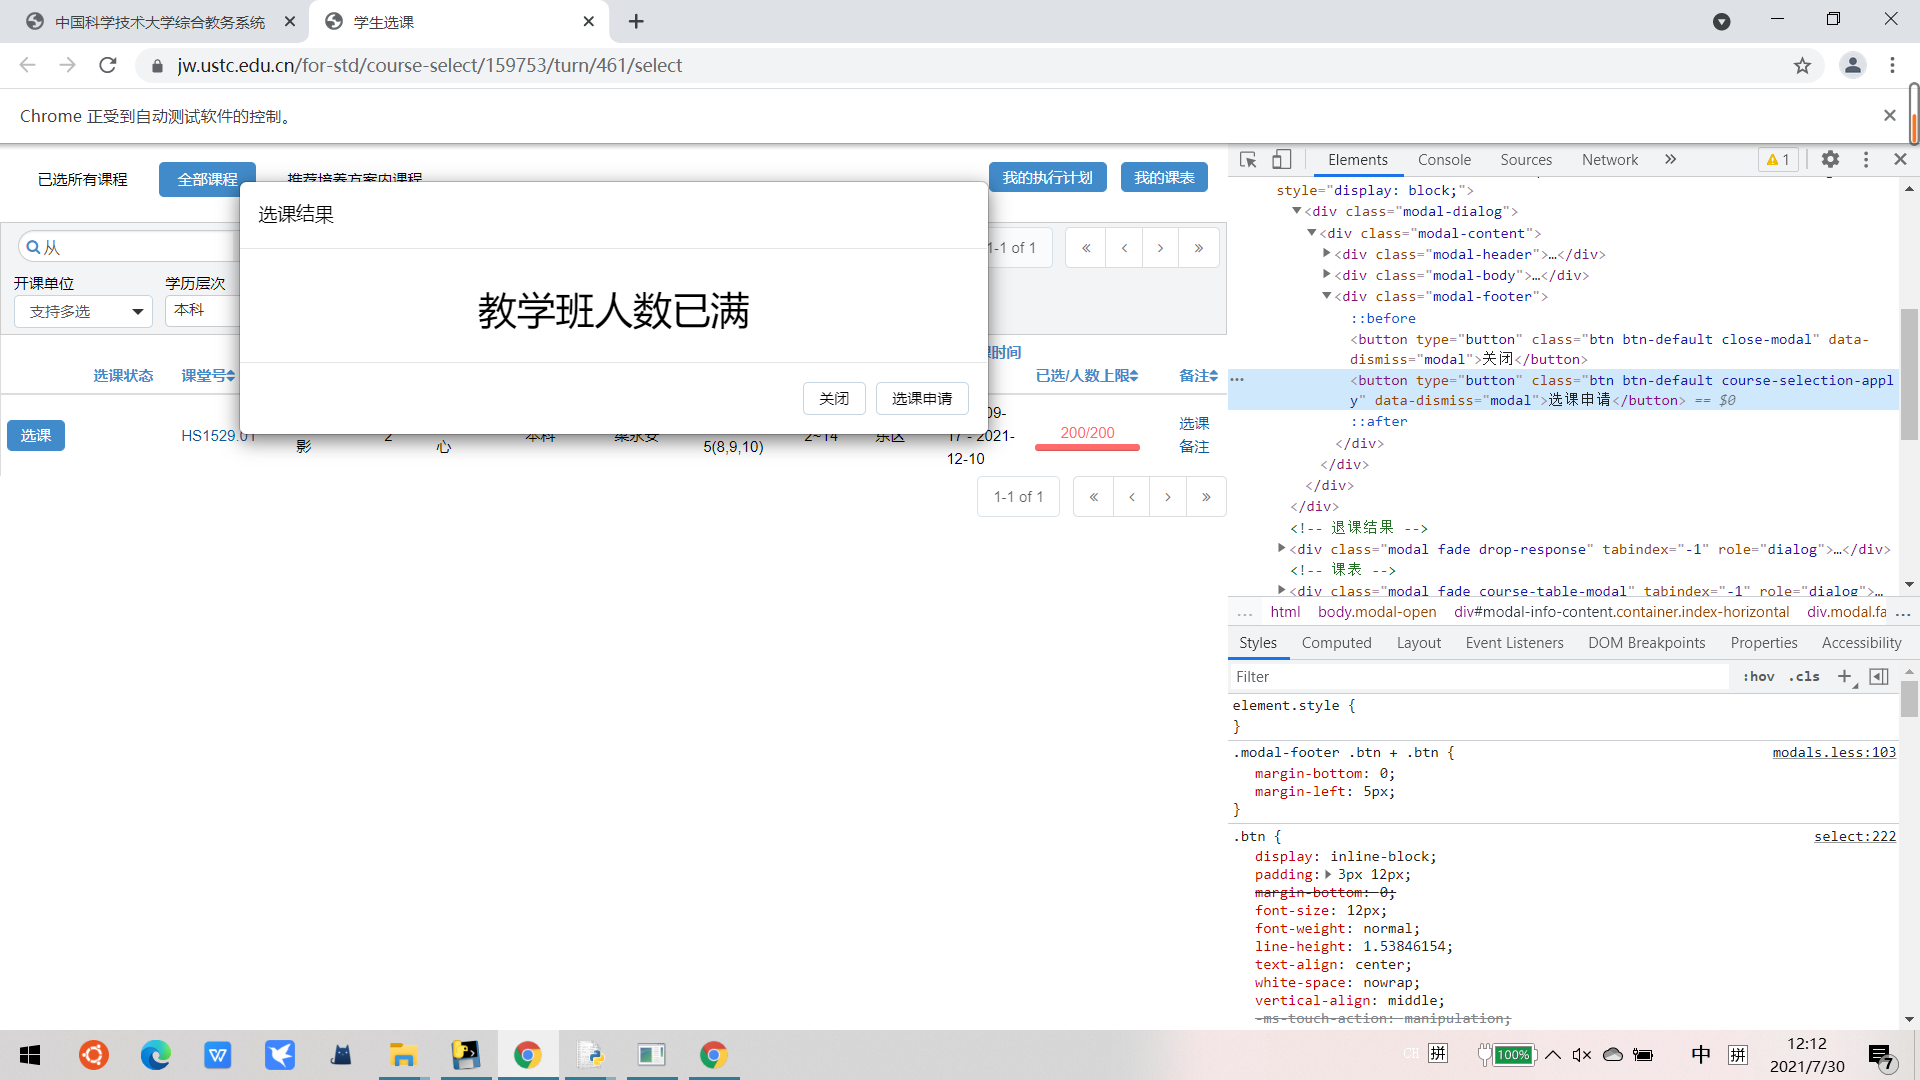 中国科学技术大学综合教务系统
学生选课
jw.ustc.edu.cn/for-std/course-select/159753/turn/461/select
Chrome 正受到自动测试软件的控制。
已选所有课程
全部课程
推荐培养方案内课程
我的执行计划
我的课表
从
1-1 of 1
«
‹
›
»
开课单位
学历层次
支持多选
本科
选课结果
教学班人数已满
关闭
选课申请
选课状态
课堂号
课时间
已选/人数上限
备注
选课
HS1529.01
影
2
心
本科
梁永安
5(8,9,10)
2~14
东区
09-
17 - 2021-
12-10
200/200
选课
备注
1-1 of 1
«
‹
›
»
Elements
Console
Sources
Network
»
1
style="display: block;">
<div class="modal-dialog">
<div class="modal-content">
<div class="modal-header">…</div>
<div class="modal-body">…</div>
<div class="modal-footer">
::before
<button type="button" class="btn btn-default close-modal" data-
dismiss="modal">关闭</button>
<button type="button" class="btn btn-default course-selection-appl
y" data-dismiss="modal">选课申请</button> == $0
::after
</div>
</div>
</div>
</div>
<!-- 退课结果 -->
<div class="modal fade drop-response" tabindex="-1" role="dialog">…</div>
<!-- 课表 -->
<div class="modal fade course-table-modal" tabindex="-1" role="dialog">…
...
html
body.modal-open
div#modal-info-content.container.index-horizontal
div.modal.fa
...
Styles
Computed
Layout
Event Listeners
DOM Breakpoints
Properties
Accessibility
Filter
:hov
.cls
element.style {
}
.modal-footer .btn + .btn {
modals.less:103
margin-bottom: 0;
margin-left: 5px;
}
.btn {
select:222
display: inline-block;
padding: 3px 12px;
margin-bottom: 0;
font-size: 12px;
font-weight: normal;
line-height: 1.53846154;
text-align: center;
white-space: nowrap;
vertical-align: middle;
-ms-touch-action: manipulation;
CH
拼
100%
中
拼
12:12
2021/7/30
7